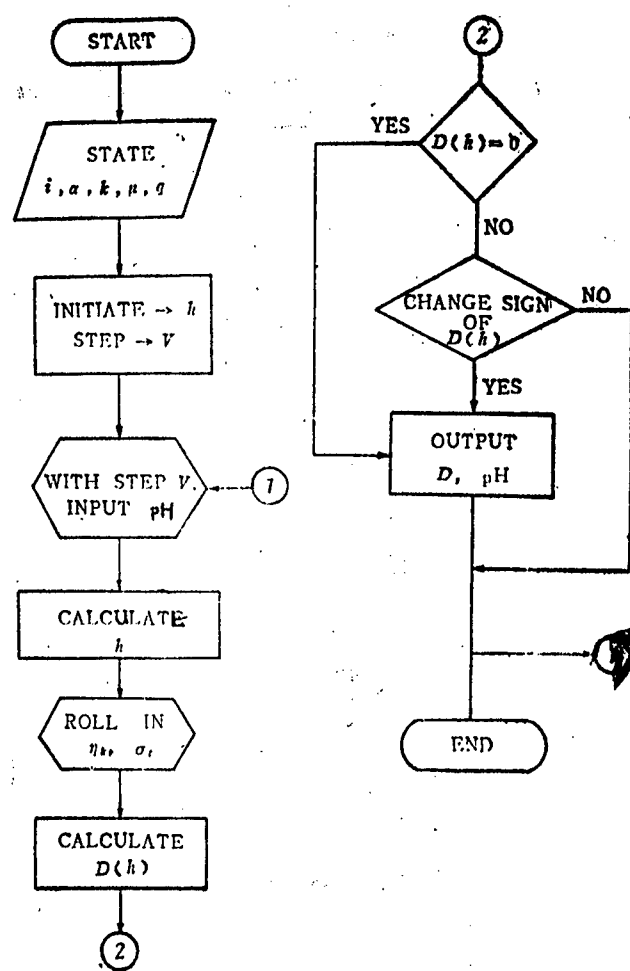 START
STATE
i, α, k, μ, q
INITIATE → h
STEP → V
WITH STEP V.
INPUT pH
1
CALCULATE
h
ROLL IN
CALCULATE
D(h)
2
2
YES
D(h)=0
NO
CHANGE SIGN
OF
D(h)
NO
YES
OUTPUT
D, pH
END